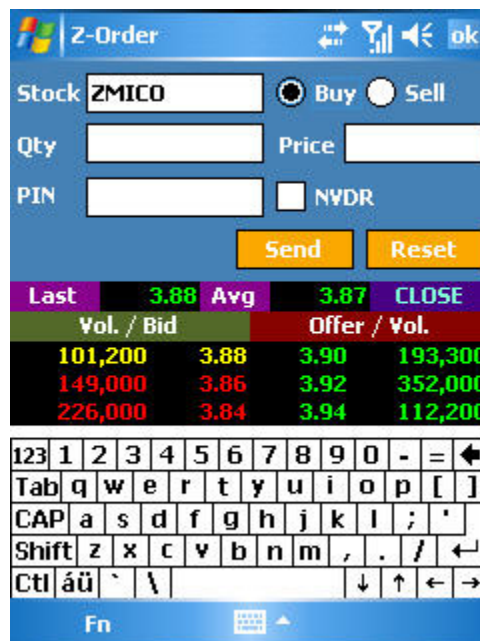 Z-Order ok
Stock ZMICO Buy Sell
Qty Price
PIN NVDR
Send Reset
Last 3.88 Avg 3.87 CLOSE
Vol. / Bid Offer / Vol.
101,200 3.88 3.90 193,300
149,000 3.86 3.92 352,000
226,000 3.84 3.94 112,200
123 1 2 3 4 5 6 7 8 9 0 - = 🡄
Tab q w e r t y u i o p [ ]
CAP a s d f g h j k l ; '
Shift z x c v b n m , . / ↵
Ctl áü ` \ ↓ ↑ ← →
Fn